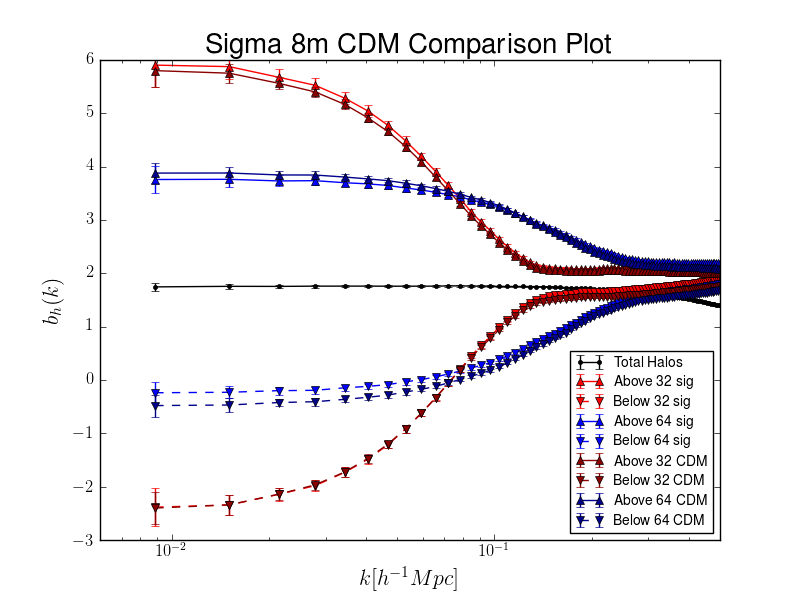 Sigma 8m CDM Comparison Plot
6
5
4
3
2
1
0
−1
−2
−3
b_h(k)
10^{-2}
10^{-1}
k[h^{-1}Mpc]
Total Halos
Above 32 sig
Below 32 sig
Above 64 sig
Below 64 sig
Above 32 CDM
Below 32 CDM
Above 64 CDM
Below 64 CDM